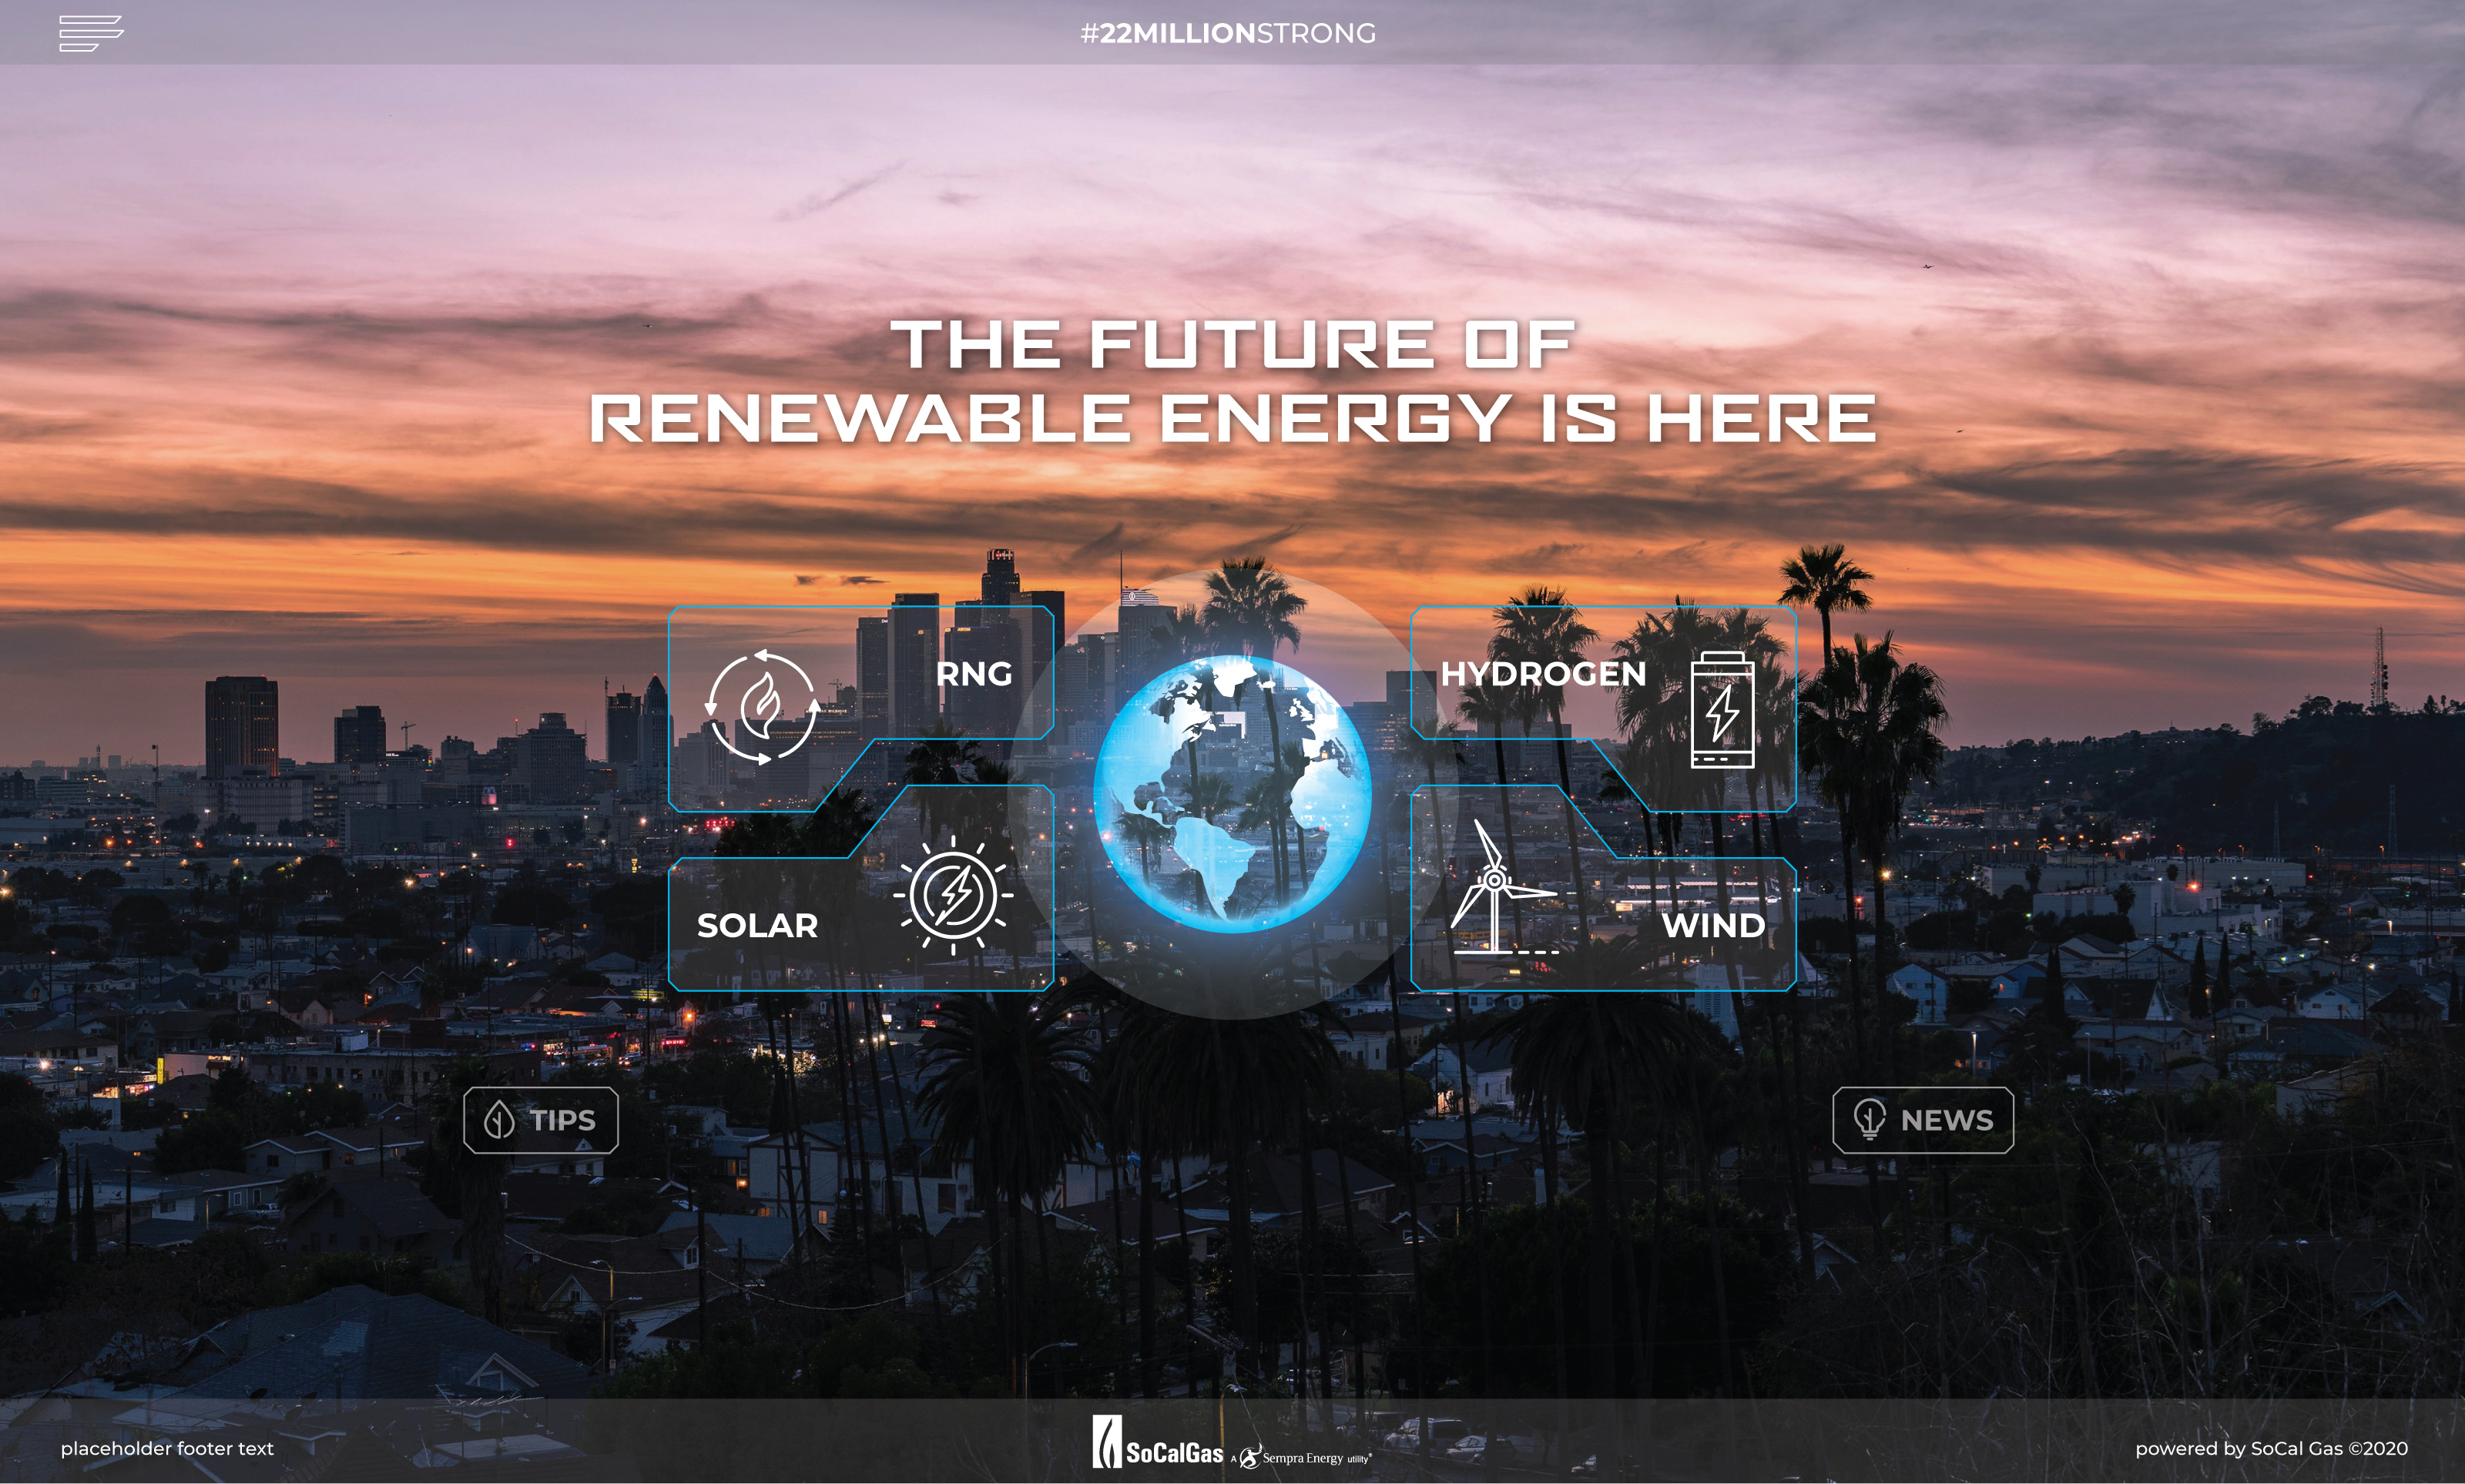 #22MILLIONSTRONG
THE FUTURE OF
RENEWABLE ENERGY IS HERE
RNG
HYDROGEN
SOLAR
WIND
TIPS
NEWS
placeholder footer text
SoCalGas A Sempra Energy utility®
powered by SoCal Gas ©2020